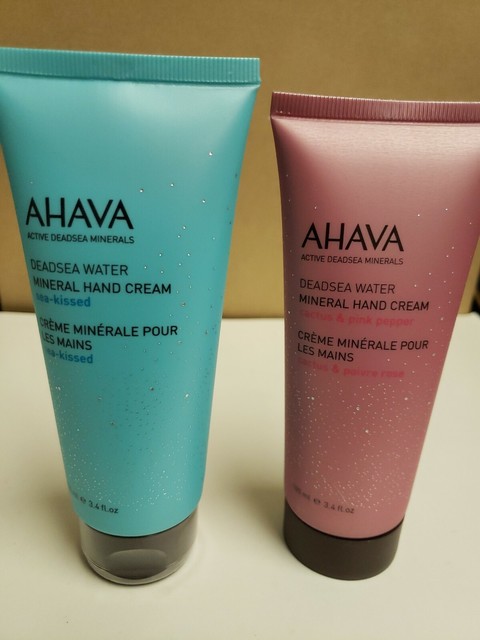 AHAVA
ACTIVE DEADSEA MINERALS
DEADSEA WATER
MINERAL HAND CREAM
sea-kissed
CRÈME MINÉRALE POUR
LES MAINS
sea-kissed
e 3.4 fl.oz
AHAVA
ACTIVE DEADSEA MINERALS
DEADSEA WATER
MINERAL HAND CREAM
cactus & pink pepper
CRÈME MINÉRALE POUR
LES MAINS
cactus & poivre rose
e 3.4 fl.oz